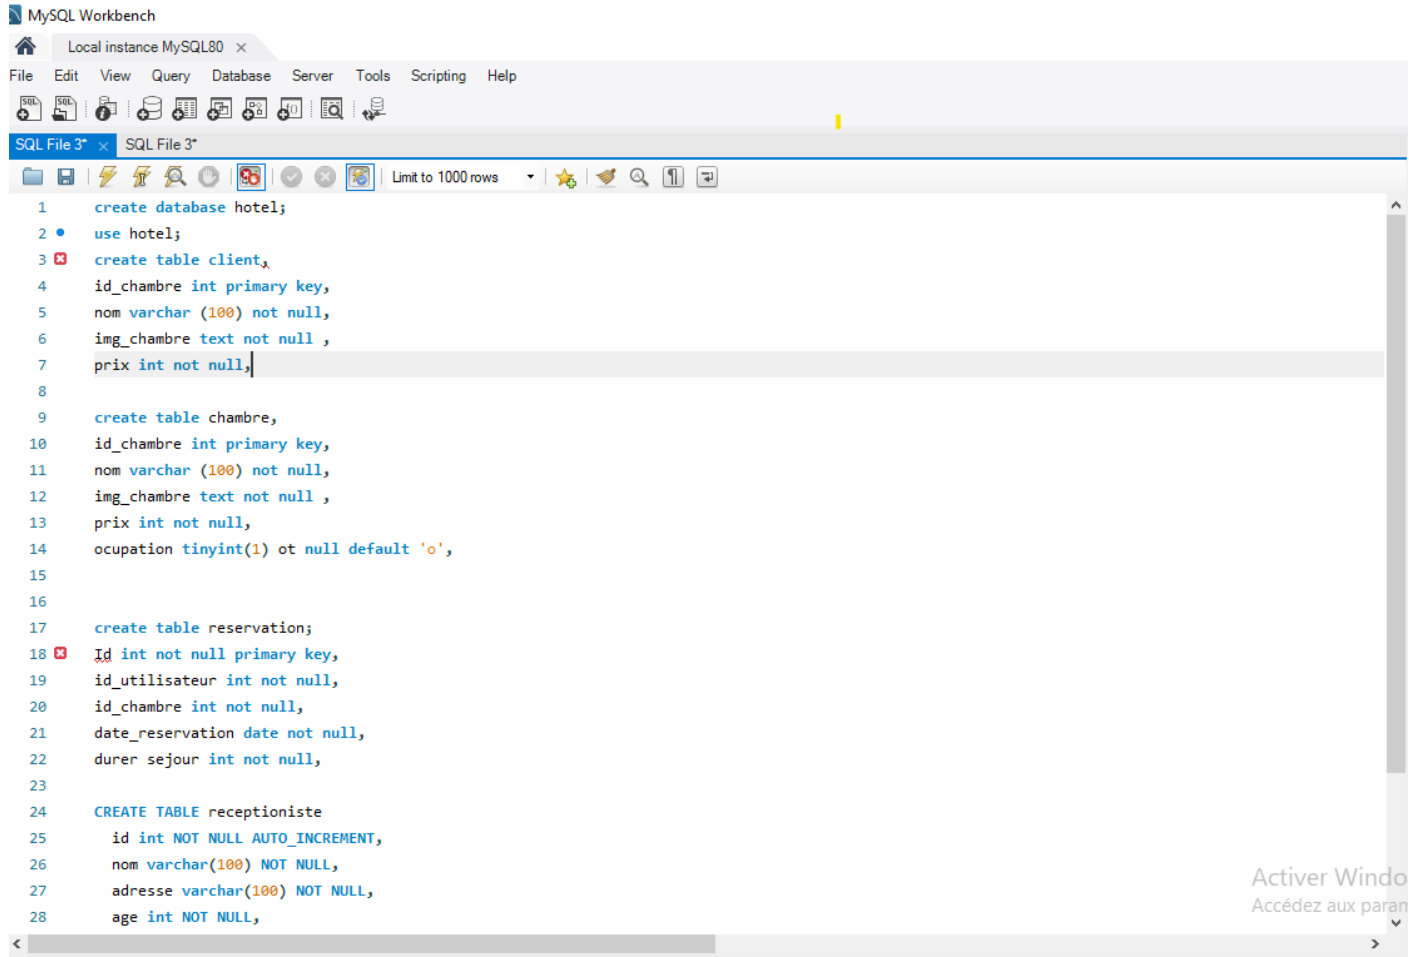 MySQL Workbench
Local instance MySQL80 ×
File Edit View Query Database Server Tools Scripting Help
SQL File 3* × SQL File 3*
Limit to 1000 rows
1 create database hotel;
2 use hotel;
3 create table client,
4 id_chambre int primary key,
5 nom varchar (100) not null,
6 img_chambre text not null ,
7 prix int not null,
8
9 create table chambre,
10 id_chambre int primary key,
11 nom varchar (100) not null,
12 img_chambre text not null ,
13 prix int not null,
14 ocupation tinyint(1) ot null default 'o',
15
16
17 create table reservation;
18 Id int not null primary key,
19 id_utilisateur int not null,
20 id_chambre int not null,
21 date_reservation date not null,
22 durer sejour int not null,
23
24 CREATE TABLE receptioniste
25 id int NOT NULL AUTO_INCREMENT,
26 nom varchar(100) NOT NULL,
27 adresse varchar(100) NOT NULL,
28 age int NOT NULL,
Activer Windo
Accédez aux param